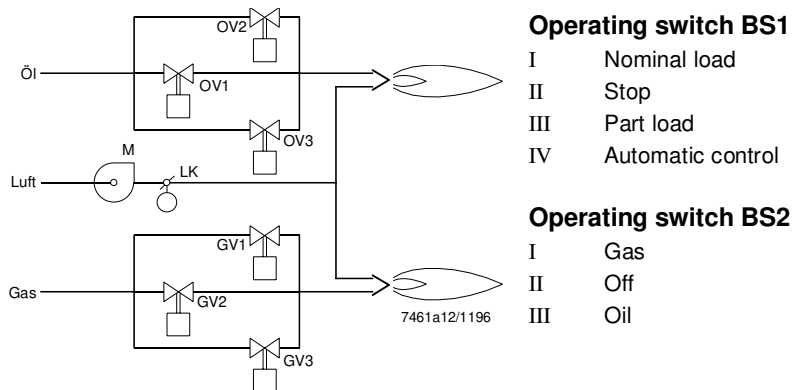 OV2
Öl
OV1
OV3
M
LK
Luft
GV1
Gas
GV2
GV3
7461a12/1196
Operating switch BS1
I Nominal load
II Stop
III Part load
IV Automatic control
Operating switch BS2
I Gas
II Off
III Oil